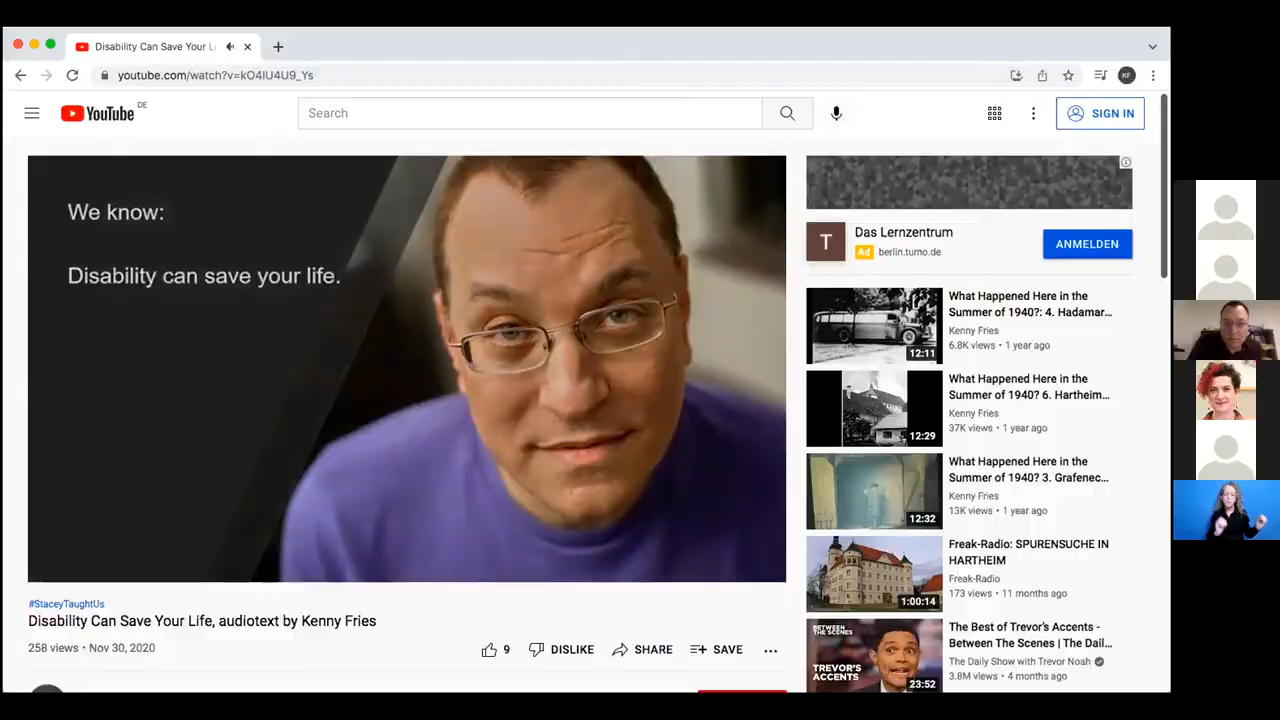 Disability Can Save Your Li
youtube.com/watch?v=kO4lU4U9_Ys
KF
YouTube
DE
Search
SIGN IN
We know:
Disability can save your life.
T
Das Lernzentrum
Ad berlin.tumo.de
ANMELDEN
12:11
What Happened Here in the
Summer of 1940?: 4. Hadamar...
Kenny Fries
6.8K views • 1 year ago
12:29
What Happened Here in the
Summer of 1940? 6. Hartheim...
Kenny Fries
37K views • 1 year ago
12:32
What Happened Here in the
Summer of 1940? 3. Grafenec...
Kenny Fries
13K views • 1 year ago
1:00:14
Freak-Radio: SPURENSUCHE IN
HARTHEIM
Freak-Radio
173 views • 11 months ago
BETWEEN
THE SCENES
TREVOR'S
ACCENTS
23:52
The Best of Trevor's Accents -
Between The Scenes | The Dail...
The Daily Show with Trevor Noah
3.8M views • 4 months ago
#StaceyTaughtUs
Disability Can Save Your Life, audiotext by Kenny Fries
258 views • Nov 30, 2020
9
DISLIKE
SHARE
SAVE